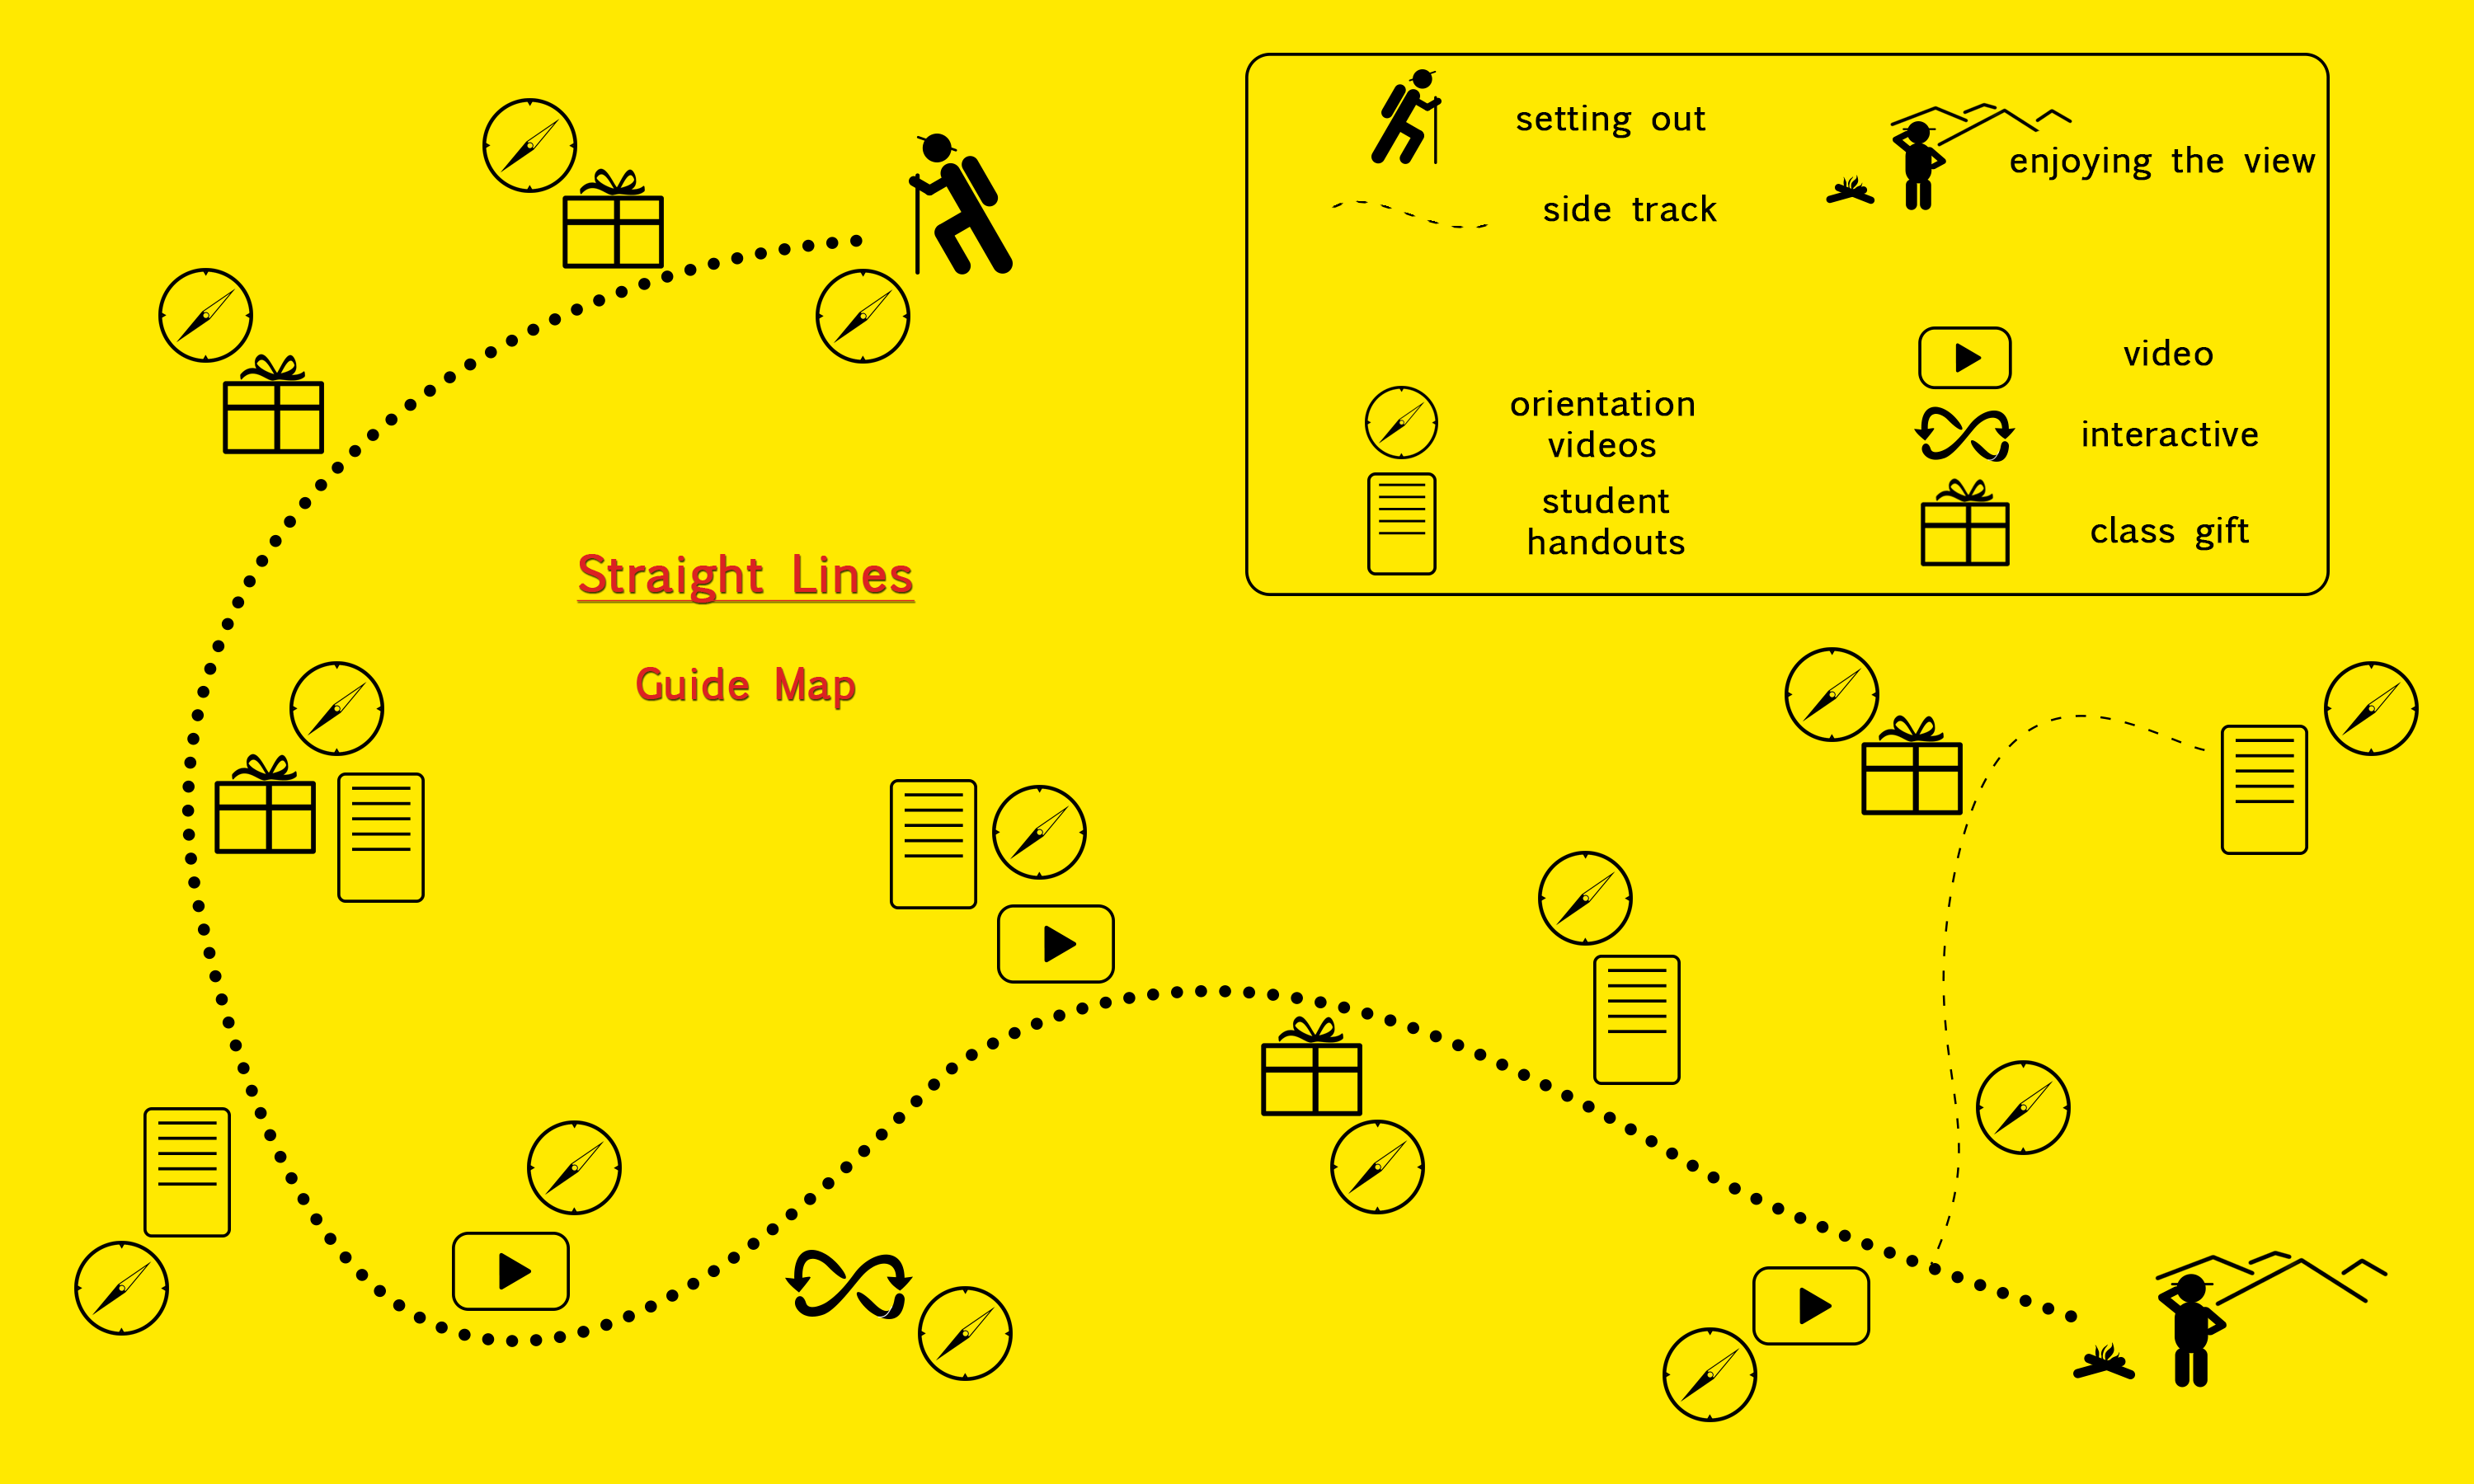 Straight Lines
Guide Map
setting out
side track
enjoying the view
orientation
videos
student
handouts
video
interactive
class gift